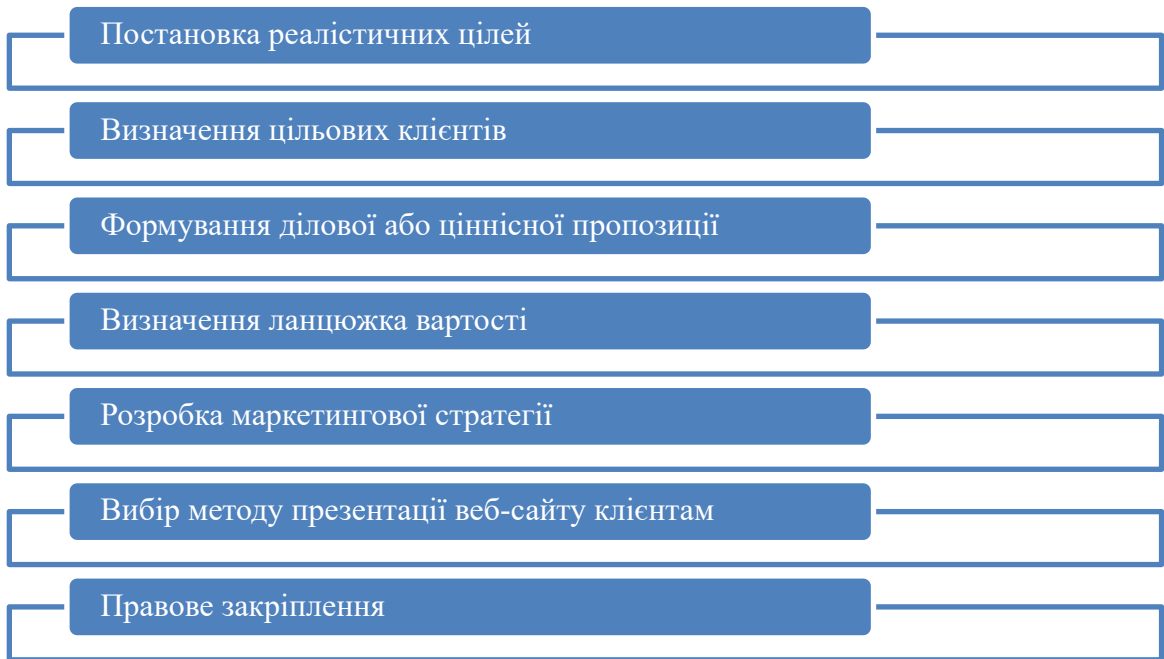 Постановка реалістичних цілей
Визначення цільових клієнтів
Формування ділової або ціннісної пропозиції
Визначення ланцюжка вартості
Розробка маркетингової стратегії
Вибір методу презентації веб-сайту клієнтам
Правове закріплення